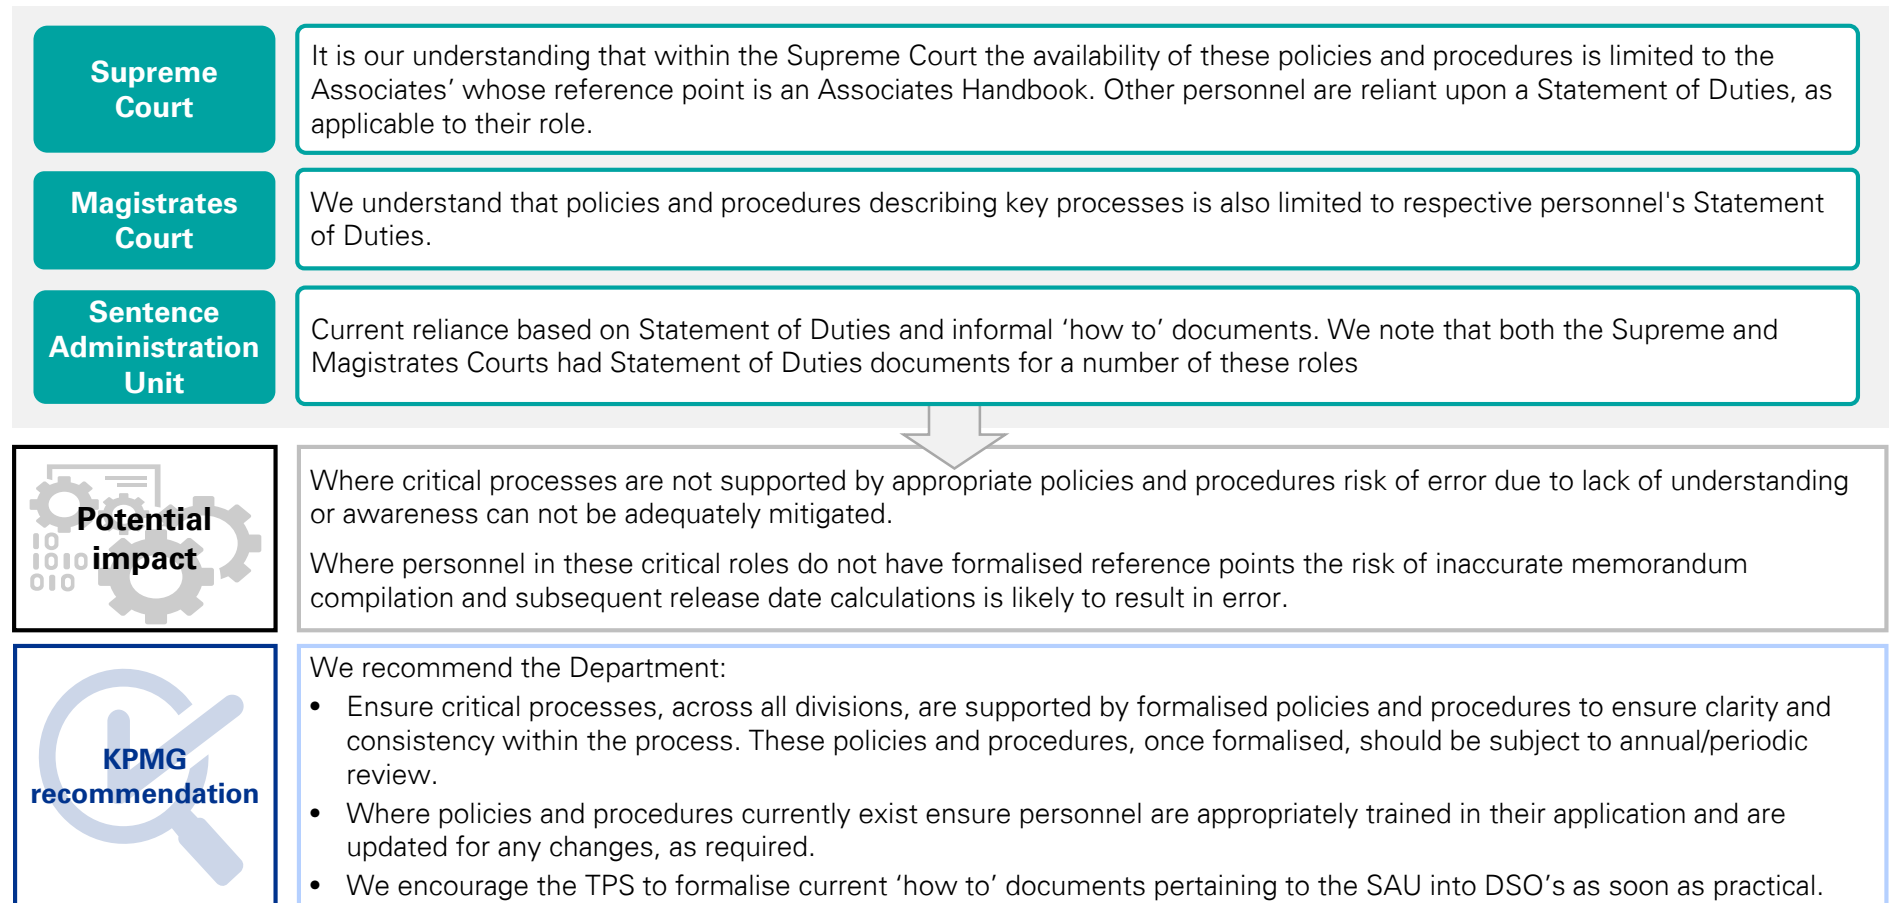 Supreme
Court
It is our understanding that within the Supreme Court the availability of these policies and procedures is limited to the
Associates’ whose reference point is an Associates Handbook. Other personnel are reliant upon a Statement of Duties, as
applicable to their role.
Magistrates
Court
We understand that policies and procedures describing key processes is also limited to respective personnel's Statement
of Duties.
Sentence
Administration
Unit
Current reliance based on Statement of Duties and informal ‘how to’ documents. We note that both the Supreme and
Magistrates Courts had Statement of Duties documents for a number of these roles
Potential
impact
10
1010
010
Where critical processes are not supported by appropriate policies and procedures risk of error due to lack of understanding
or awareness can not be adequately mitigated.
Where personnel in these critical roles do not have formalised reference points the risk of inaccurate memorandum
compilation and subsequent release date calculations is likely to result in error.
KPMG
recommendation
We recommend the Department:
• Ensure critical processes, across all divisions, are supported by formalised policies and procedures to ensure clarity and
consistency within the process. These policies and procedures, once formalised, should be subject to annual/periodic
review.
• Where policies and procedures currently exist ensure personnel are appropriately trained in their application and are
updated for any changes, as required.
• We encourage the TPS to formalise current ‘how to’ documents pertaining to the SAU into DSO’s as soon as practical.